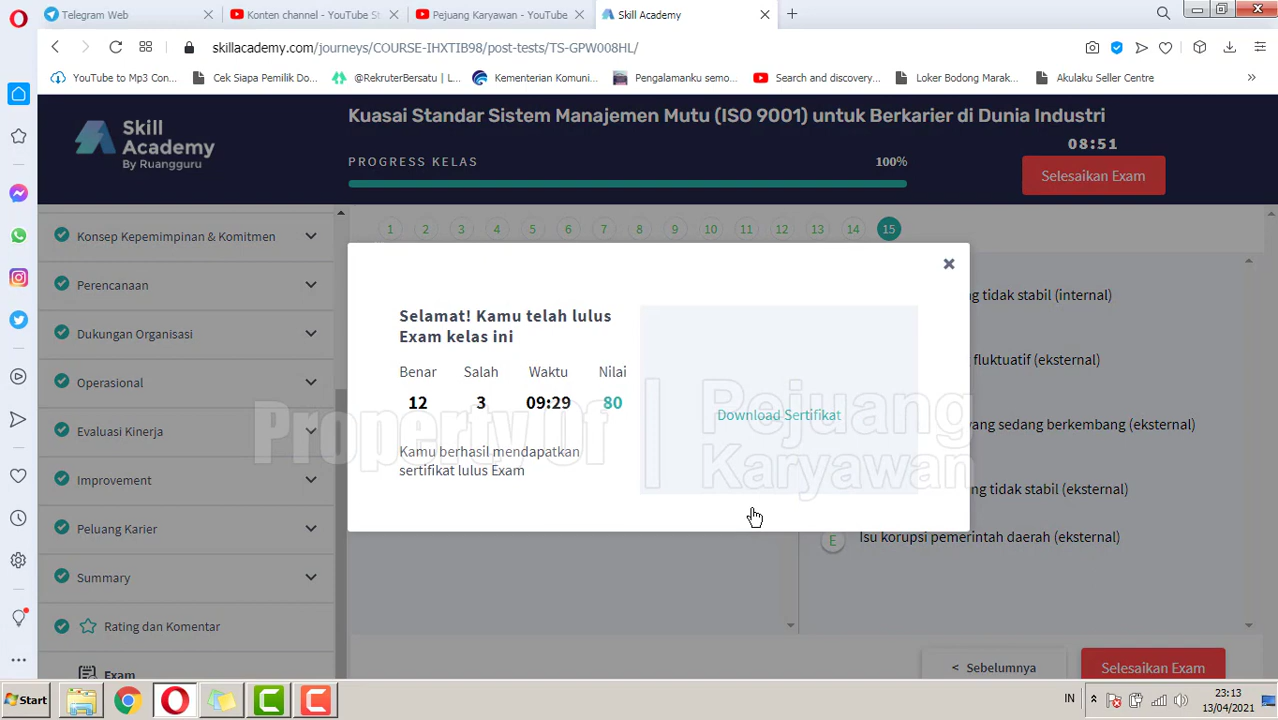 Telegram Web
Konten channel - YouTube St
Pejuang Karyawan - YouTube
Skill Academy
skillacademy.com/journeys/COURSE-IHXTIB98/post-tests/TS-GPW008HL/
YouTube to Mp3 Con...
Cek Siapa Pemilik Do...
@RekruterBersatu | L...
Kementerian Komuni...
Pengalamanku semo...
Search and discovery...
Loker Bodong Marak...
Akulaku Seller Centre
Skill
Academy
By Ruangguru
Kuasai Standar Sistem Manajemen Mutu (ISO 9001) untuk Berkarier di Dunia Industri
PROGRESS KELAS
100%
08:51
Selesaikan Exam
Konsep Kepemimpinan & Komitmen
Perencanaan
Dukungan Organisasi
Operasional
Evaluasi Kinerja
Improvement
Peluang Karier
Summary
Rating dan Komentar
Exam
1 2 3 4 5 6 7 8 9 10 11 12 13 14 15
Selamat! Kamu telah lulus
Exam kelas ini
Benar Salah Waktu Nilai
12 3 09:29 80
Kamu berhasil mendapatkan
sertifikat lulus Exam
Download Sertifikat
Property Of
Pejuang
Karyawan
tidak stabil (internal)
fluktuatif (eksternal)
yang sedang berkembang (eksternal)
tidak stabil (eksternal)
E
Isu korupsi pemerintah daerah (eksternal)
< Sebelumnya
Selesaikan Exam
Start
IN
23:13
13/04/2021